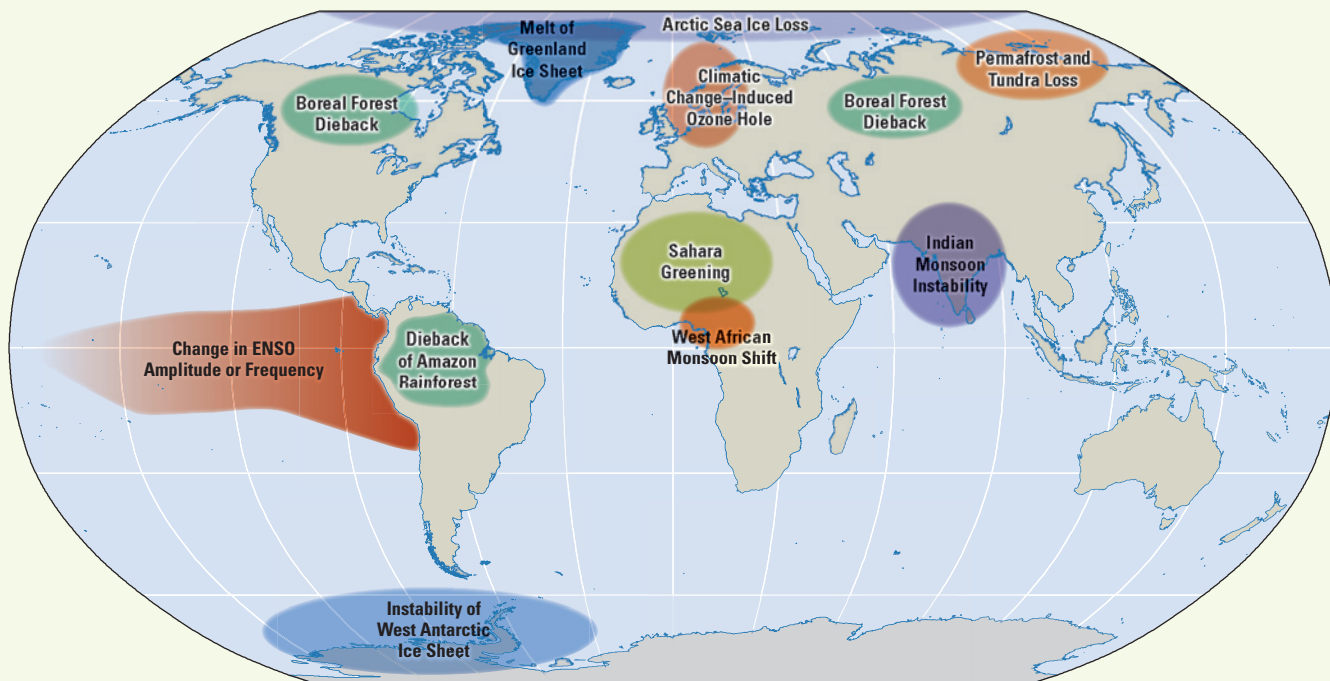 Arctic Sea Ice Loss
Melt of
Greenland
Ice Sheet
Permafrost and
Tundra Loss
Climatic
Change–Induced
Ozone Hole
Boreal Forest
Dieback
Boreal Forest
Dieback
Sahara
Greening
Indian
Monsoon
Instability
West African
Monsoon Shift
Change in ENSO
Amplitude or Frequency
Dieback
of Amazon
Rainforest
Instability of
West Antarctic
Ice Sheet